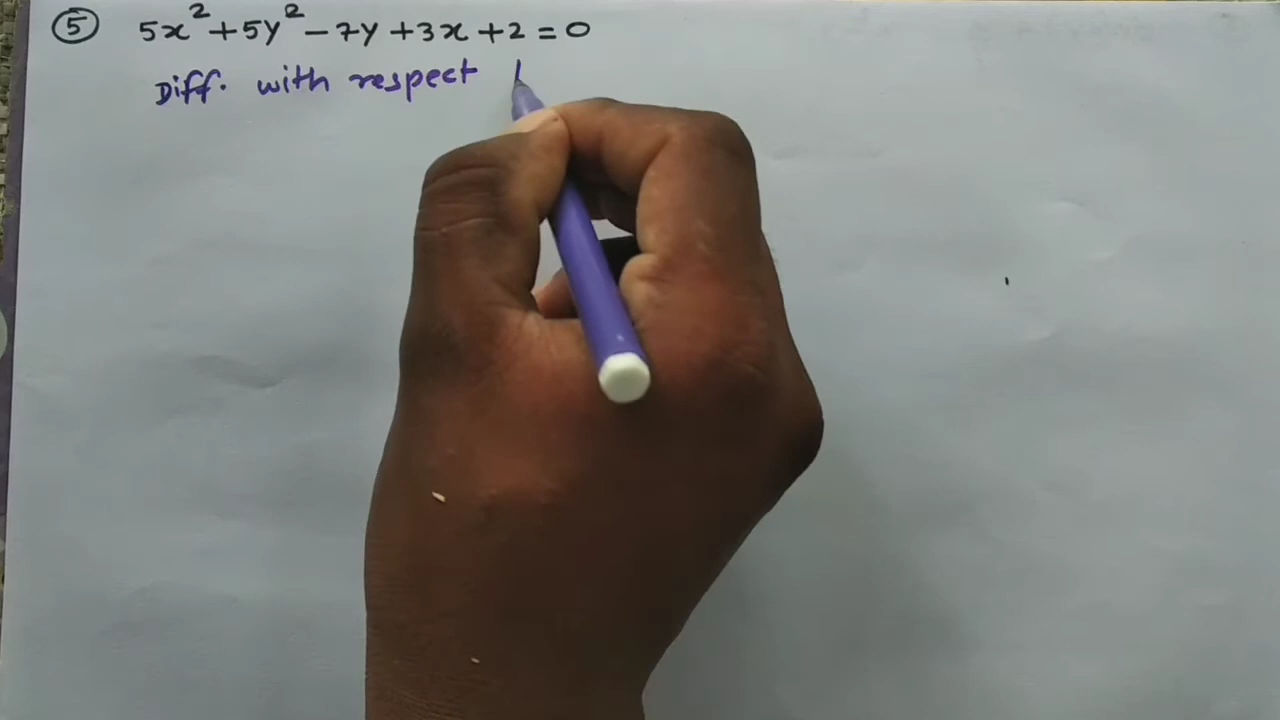 ⑤ 5x² + 5y² - 7y + 3x + 2 = 0
Diff. with respect